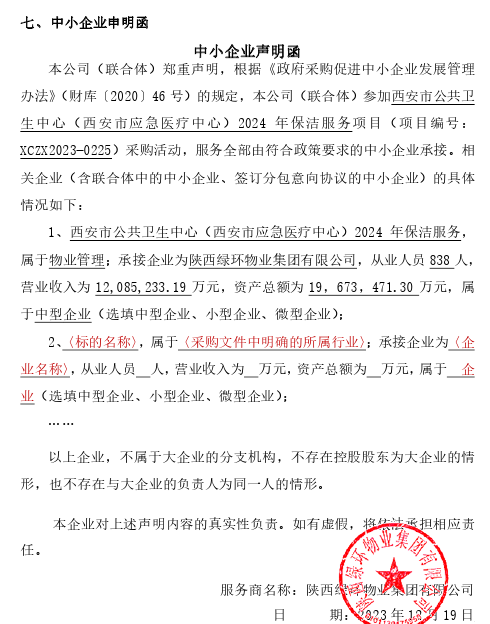 七、中小企业申明函
中小企业声明函
本公司（联合体）郑重声明，根据《政府采购促进中小企业发展管理
办法》（财库〔2020〕46 号）的规定，本公司（联合体）参加西安市公共卫
生中心（西安市应急医疗中心）2024 年保洁服务项目（项目编号：
XCZX2023-0225）采购活动，服务全部由符合政策要求的中小企业承接。相
关企业（含联合体中的中小企业、签订分包意向协议的中小企业）的具体
情况如下：
1、西安市公共卫生中心（西安市应急医疗中心）2024 年保洁服务，
属于物业管理；承接企业为陕西绿环物业集团有限公司，从业人员 838 人，
营业收入为 12,085,233.19 万元，资产总额为 19，673,471.30 万元，属
于中型企业（选填中型企业、小型企业、微型企业）；
2、〈标的名称〉，属于〈采购文件中明确的所属行业〉；承接企业为〈企
业名称〉，从业人员__人，营业收入为__万元，资产总额为__万元，属于__企
业（选填中型企业、小型企业、微型企业）；
……
以上企业，不属于大企业的分支机构，不存在控股股东为大企业的情
形，也不存在与大企业的负责人为同一人的情形。
本企业对上述声明内容的真实性负责。如有虚假，将依法承担相应责
任。
服务商名称：陕西绿环物业集团有限公司
日 期：2023 年 12 月 19 日
陕西绿环物业集团有限公司